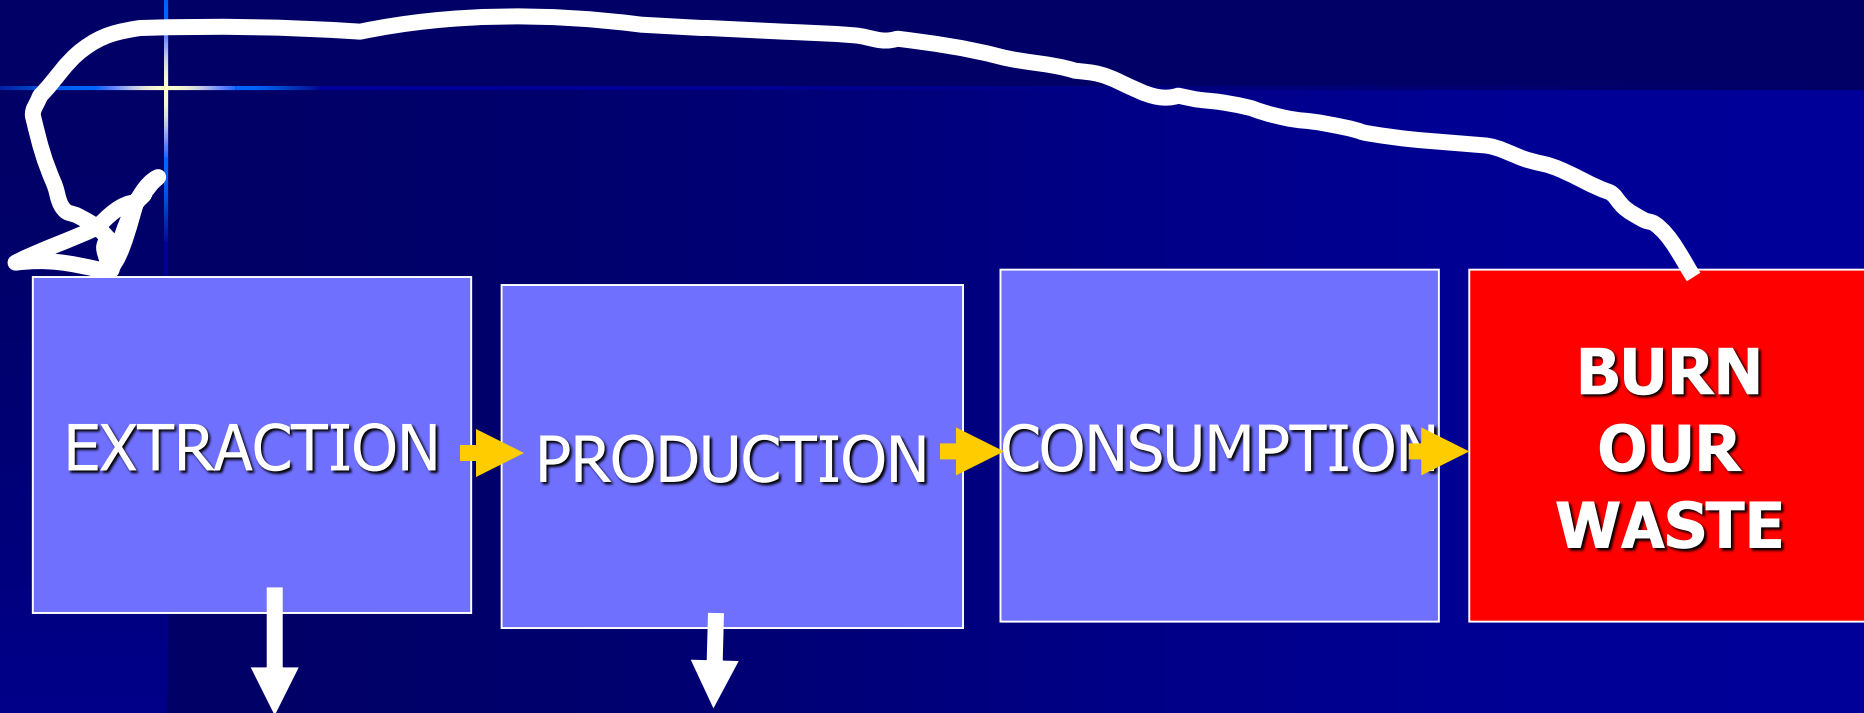 EXTRACTION
PRODUCTION
CONSUMPTION
BURN
OUR
WASTE